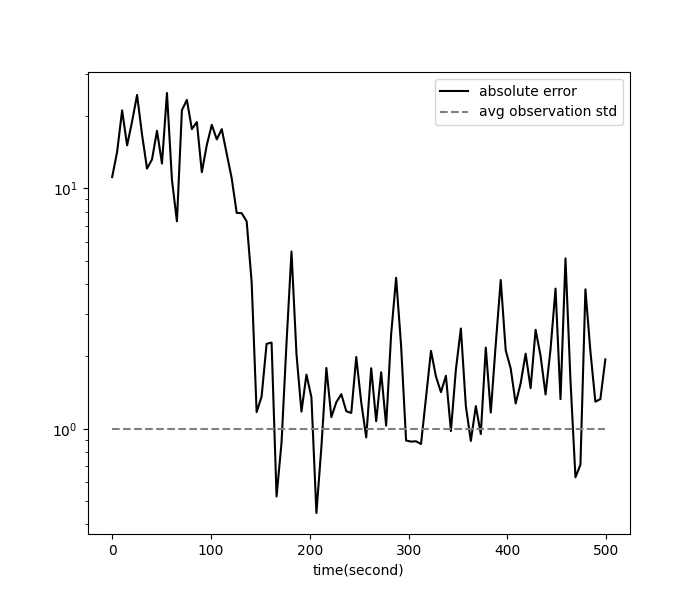 absolute error
avg observation std
10¹
10⁰
0 100 200 300 400 500
time(second)